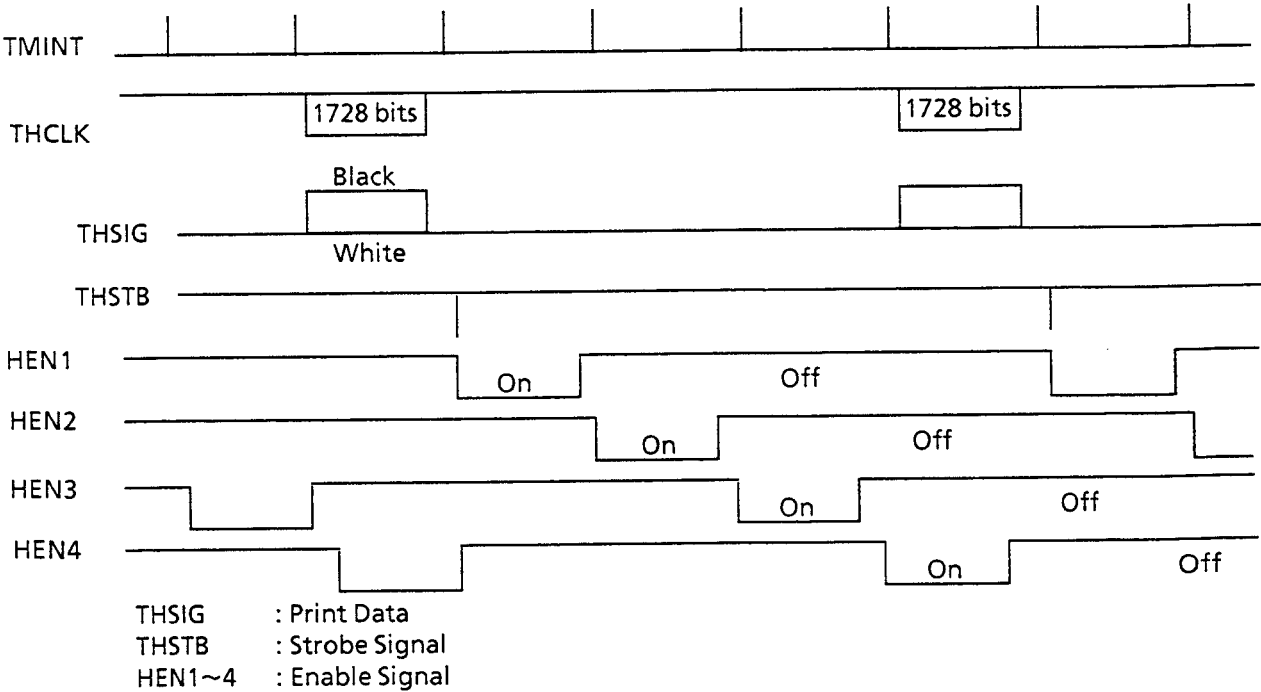 TMINT
1728 bits 1728 bits
THCLK
Black
THSIG
White
THSTB
HEN1
On Off
HEN2
On Off
HEN3
On Off
HEN4
On Off
THSIG : Print Data
THSTB : Strobe Signal
HEN1~4 : Enable Signal